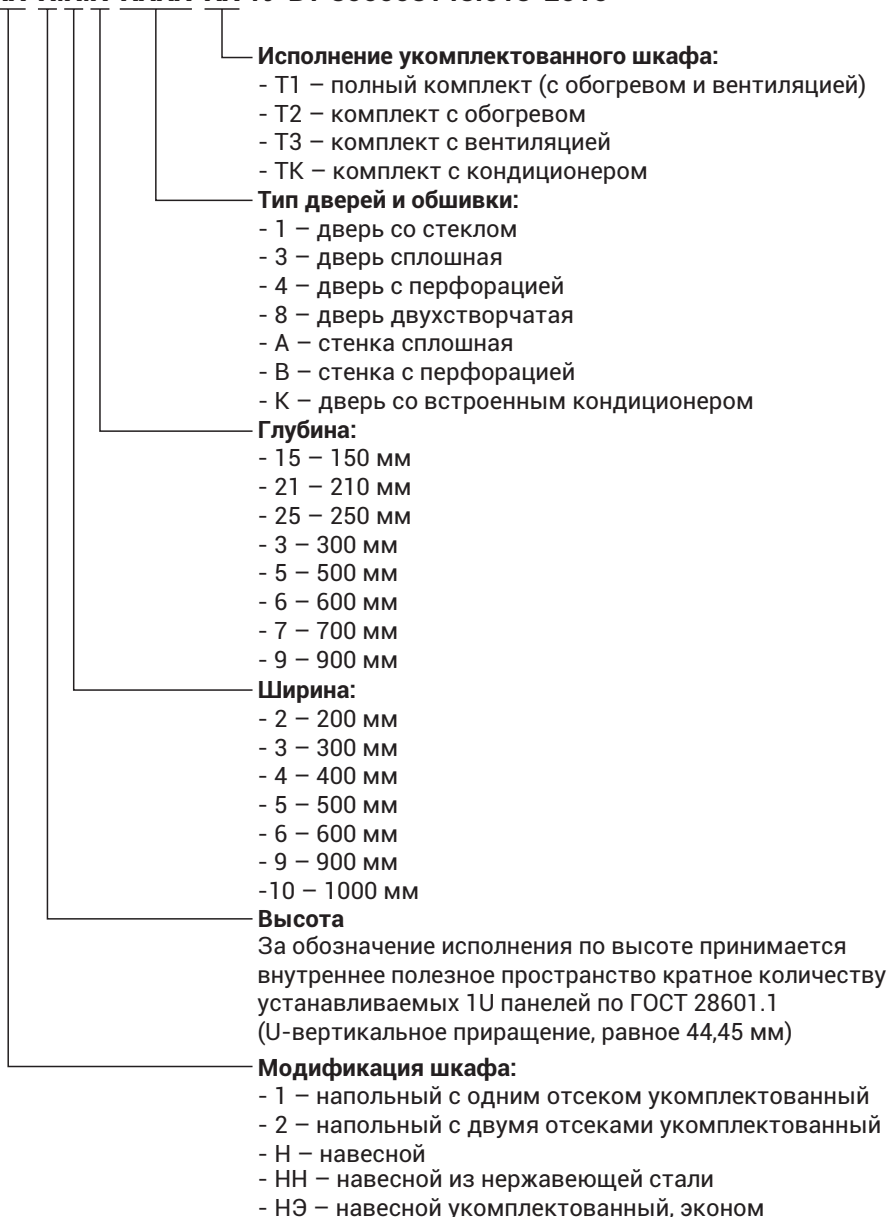 Исполнение укомплектованного шкафа:
- Т1 – полный комплект (с обогревом и вентиляцией)
- Т2 – комплект с обогревом
- Т3 – комплект с вентиляцией
- ТК – комплект с кондиционером
Тип дверей и обшивки:
- 1 – дверь со стеклом
- 3 – дверь сплошная
- 4 – дверь с перфорацией
- 8 – дверь двухстворчатая
- А – стенка сплошная
- В – стенка с перфорацией
- К – дверь со встроенным кондиционером
Глубина:
- 15 – 150 мм
- 21 – 210 мм
- 25 – 250 мм
- 3 – 300 мм
- 5 – 500 мм
- 6 – 600 мм
- 7 – 700 мм
- 9 – 900 мм
Ширина:
- 2 – 200 мм
- 3 – 300 мм
- 4 – 400 мм
- 5 – 500 мм
- 6 – 600 мм
- 9 – 900 мм
-10 – 1000 мм
Высота
За обозначение исполнения по высоте принимается
внутреннее полезное пространство кратное количеству
устанавливаемых 1U панелей по ГОСТ 28601.1
(U-вертикальное приращение, равное 44,45 мм)
Модификация шкафа:
- 1 – напольный с одним отсеком укомплектованный
- 2 – напольный с двумя отсеками укомплектованный
- Н – навесной
- НН – навесной из нержавеющей стали
- НЭ – навесной укомплектованный, эконом